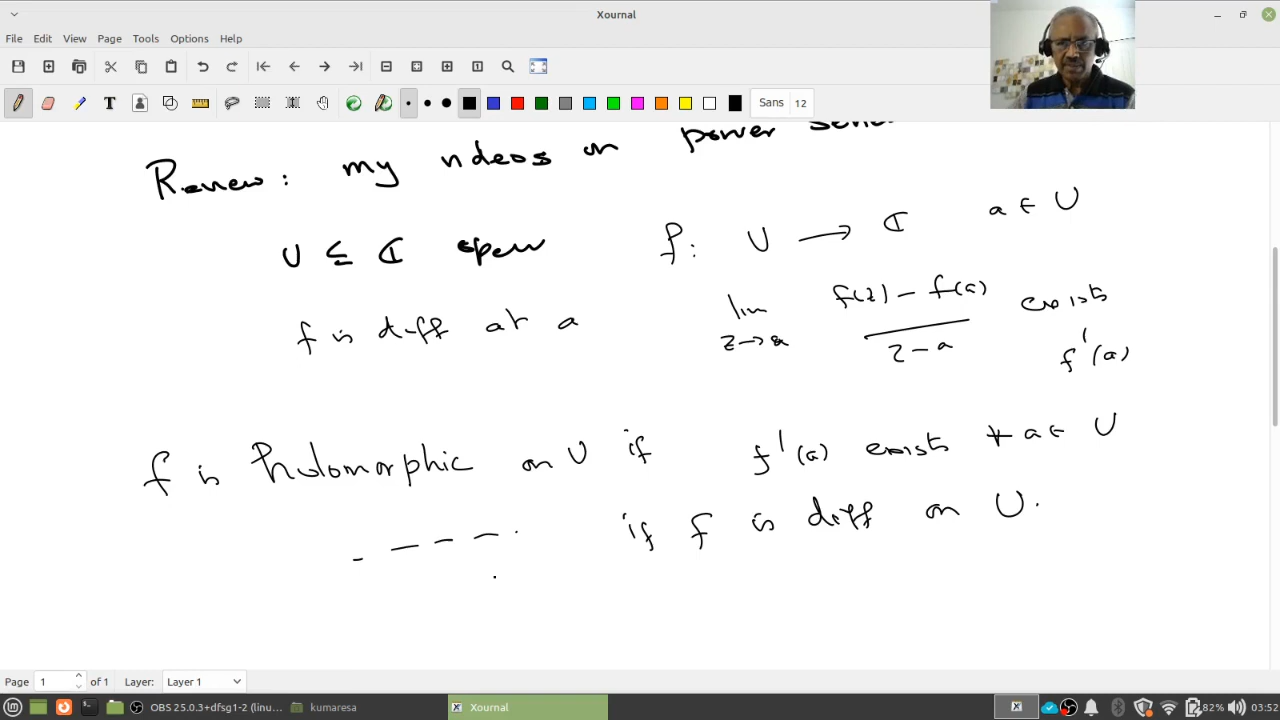 Xournal
File Edit View Page Tools Options Help
Sans 12
Review: my videos on power series
U ⊆ ℂ open f: U → ℂ a ∈ U
f is diff at a lim z→a f(z) - f(a) / z - a exists
f'(a)
f is holomorphic on U if f'(a) exists ∀ a ∈ U
_ _ _ _ . if f is diff on U.
Page 1 of 1 Layer: Layer 1
OBS 25.0.3+dfsg1-2 (linu... kumaresa Xournal 82% 03:52